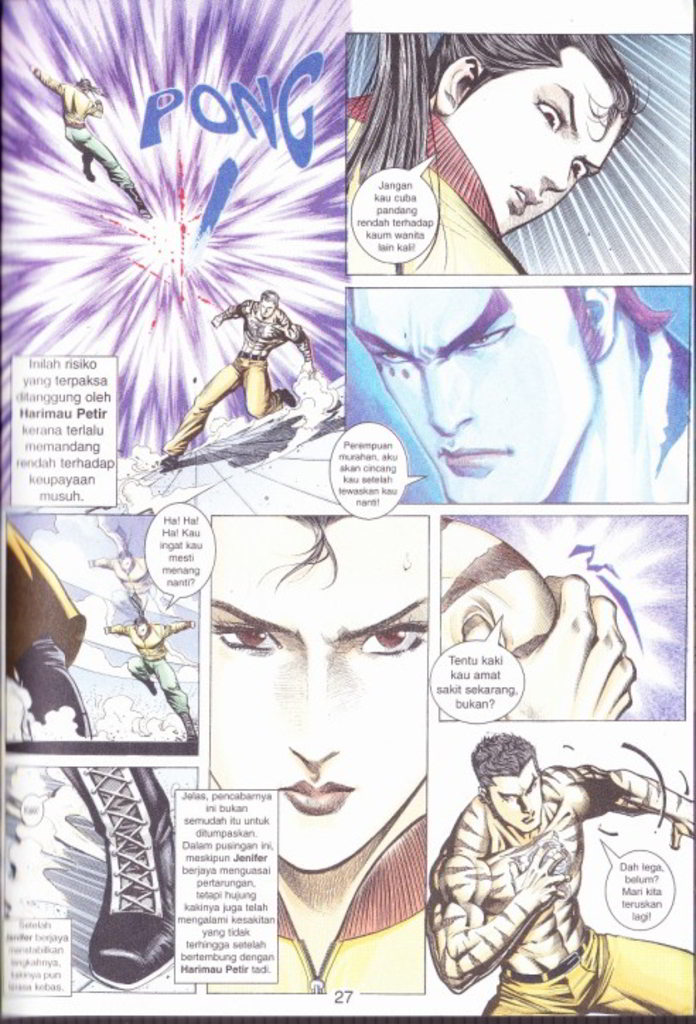 PONG
!
Jangan
kau cuba
pandang
rendah terhadap
kaum wanita
lain kali!
Inilah risiko
yang terpaksa
ditanggung oleh
Harimau Petir
kerana terlalu
memandang
rendah terhadap
keupayaan
musuh.
Perempuan
murahan, aku
akan cincang
kau setelah
tewaskan kau
nanti!
Ha! Ha!
Ha! Kau
ingat kau
mesti
menang
nanti?
Tentu kaki
kau amat
sakit sekarang,
bukan?
Jelas, pencabarnya
ini bukan
semudah itu untuk
ditumpaskan.
Dalam pusingan ini,
meskipun Jenifer
berjaya menguasai
pertarungan,
tetapi hujung
kakinya juga telah
mengalami kesakitan
yang tidak
terhingga setelah
bertembung dengan
Harimau Petir tadi.
Setelah
Jenifer berjaya
menstabilkan
langkahnya,
kakinya pun
terasa kebas.
Dah lega,
belum?
Mari kita
teruskan
lagi!
27